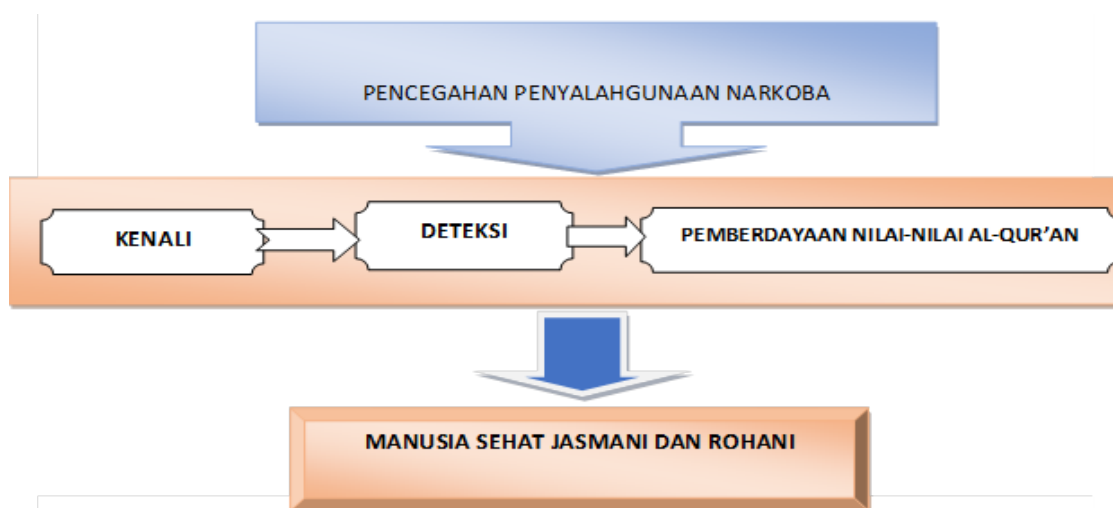 PENCEGAHAN PENYALAHGUNAAN NARKOBA
KENALI
DETEKSI
PEMBERDAYAAN NILAI-NILAI AL-QUR’AN
MANUSIA SEHAT JASMANI DAN ROHANI